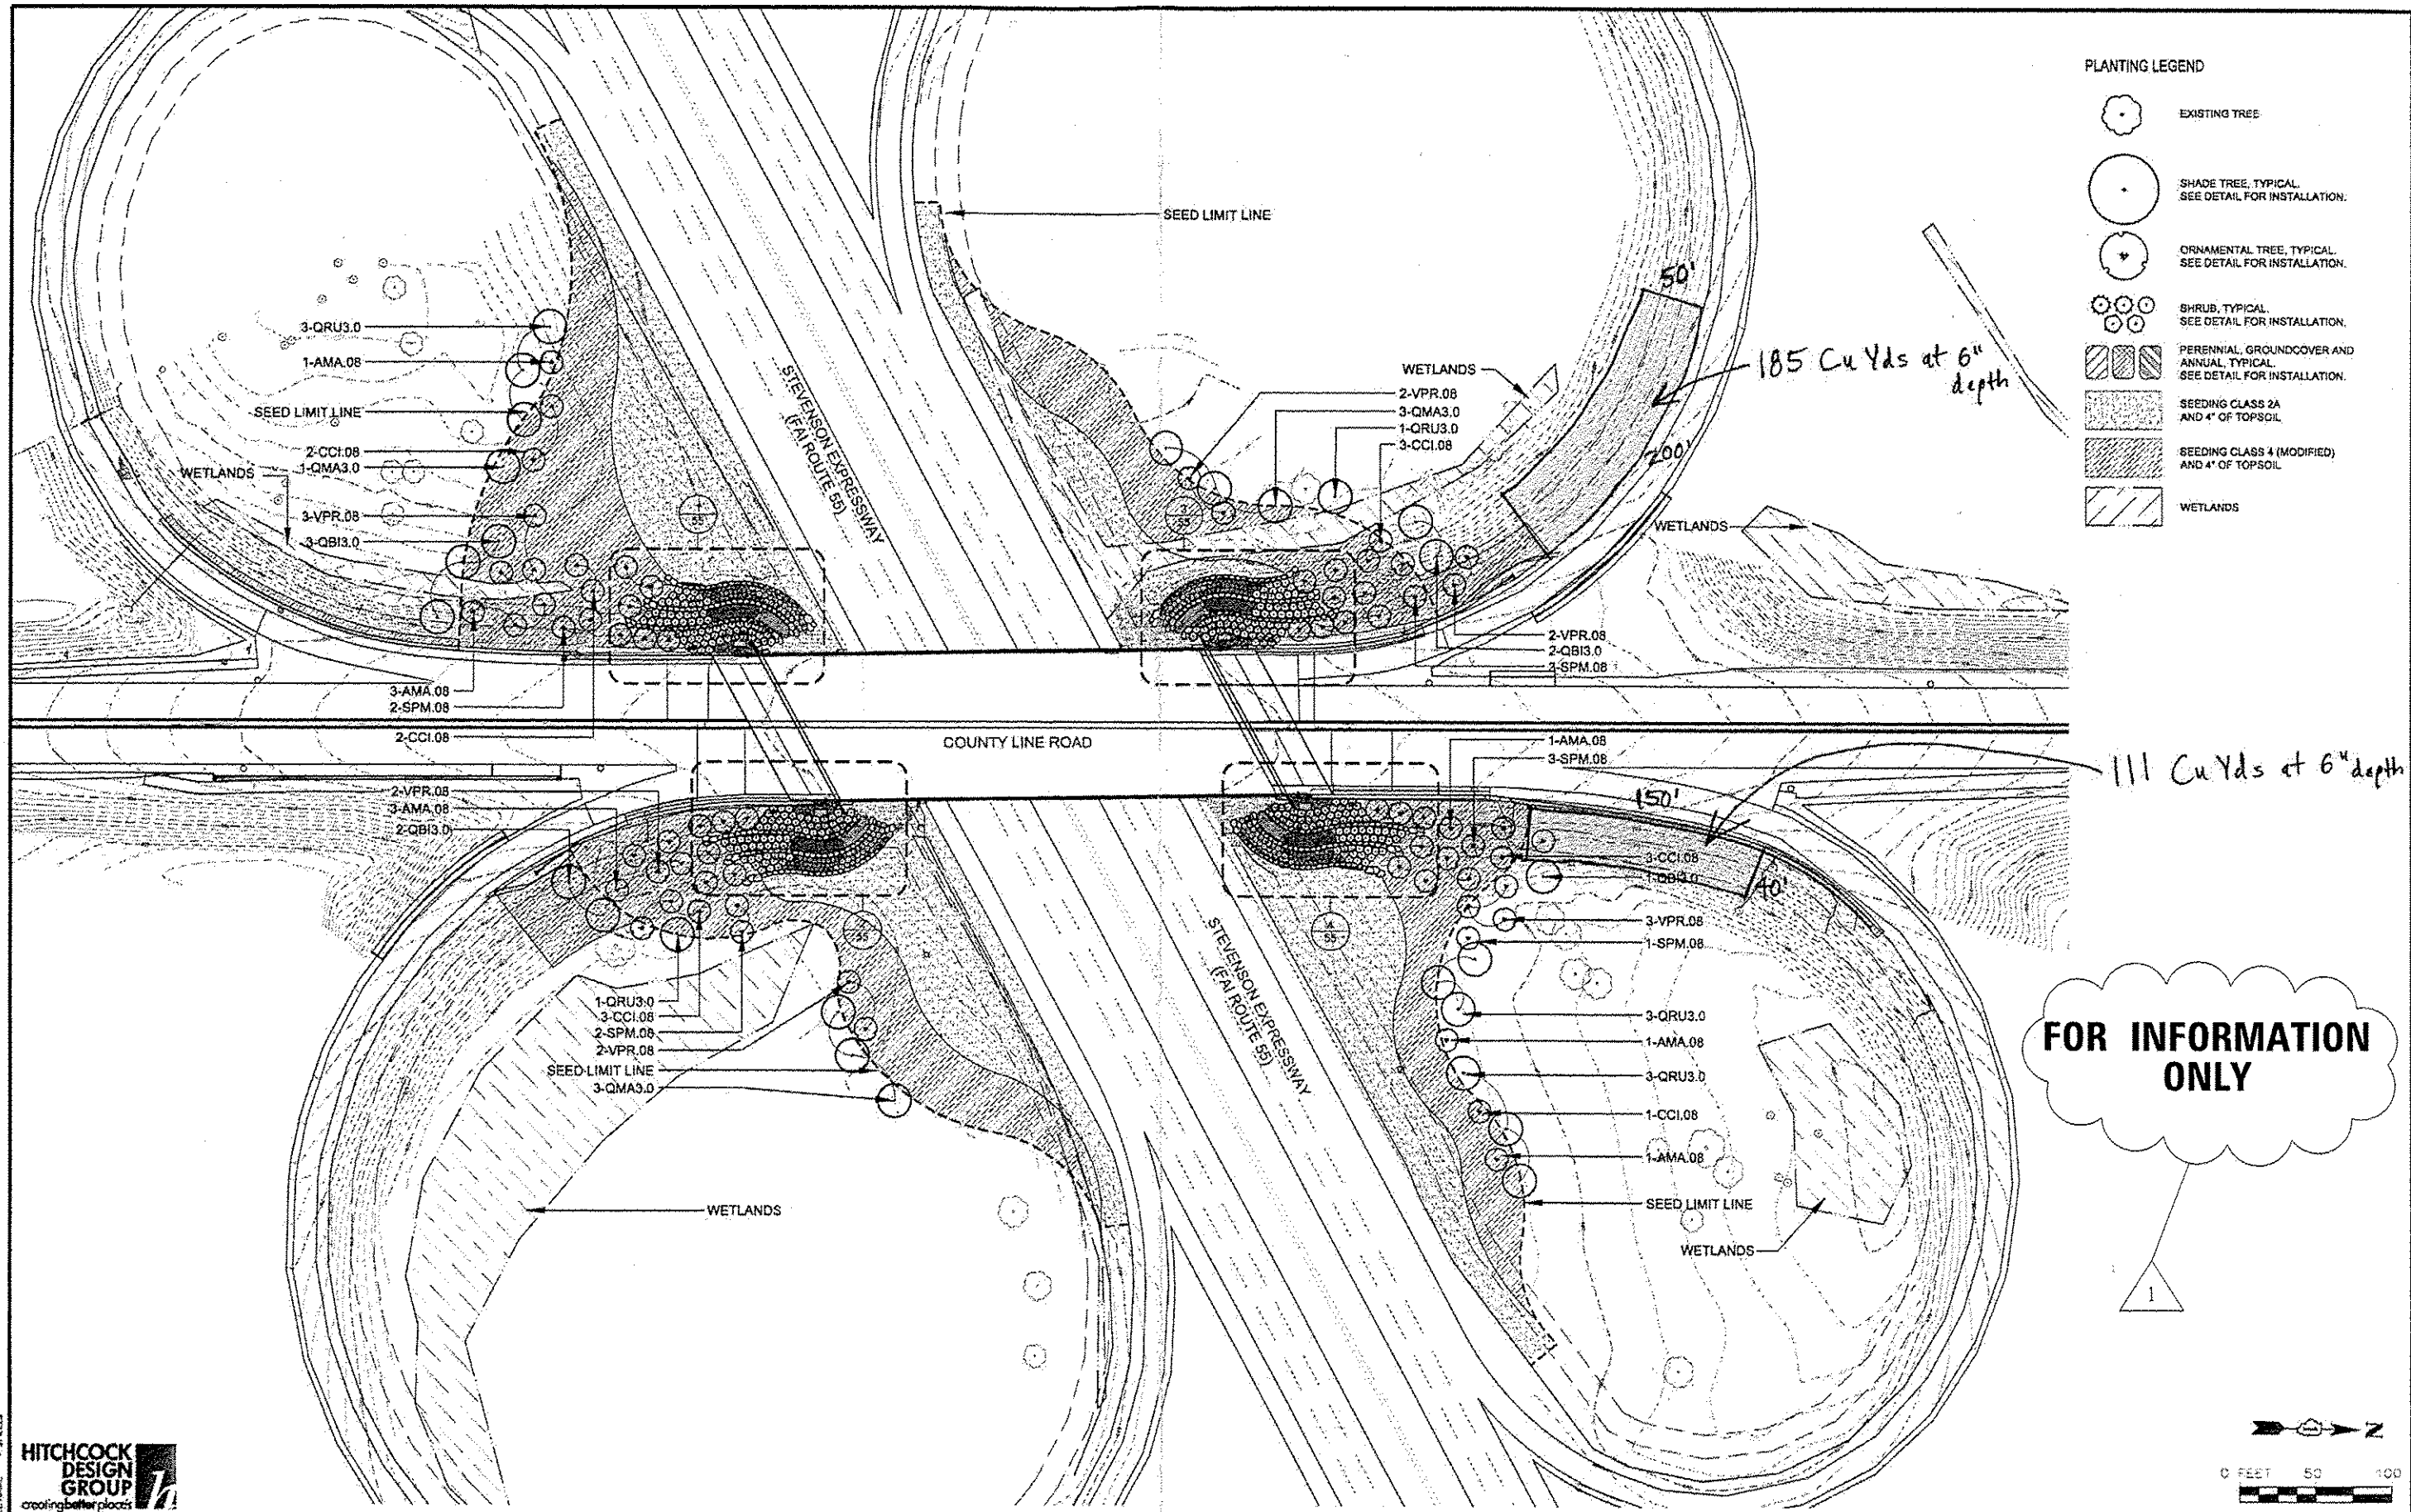 PLANTING LEGEND
EXISTING TREE
SHADE TREE, TYPICAL.
SEE DETAIL FOR INSTALLATION.
ORNAMENTAL TREE, TYPICAL.
SEE DETAIL FOR INSTALLATION.
SHRUB, TYPICAL.
SEE DETAIL FOR INSTALLATION.
PERENNIAL, GROUNDCOVER AND
ANNUAL, TYPICAL.
SEE DETAIL FOR INSTALLATION.
SEEDING CLASS 2A
AND 4" OF TOPSOIL
SEEDING CLASS 4 (MODIFIED)
AND 4" OF TOPSOIL
WETLANDS
SEED LIMIT LINE
50'
185 Cu Yds at 6"
depth
200'
3-QRU3.0
1-AMA.08
SEED LIMIT LINE
2-CCI.08
1-QMA3.0
WETLANDS
3-VPR.08
3-QBI3.0
STEVENSON EXPRESSWAY
(FAI ROUTE 55)
WETLANDS
2-VPR.08
3-QMA3.0
1-QRU3.0
3-CCI.08
WETLANDS
55
55
2-VPR.08
2-QBI3.0
3-SPM.08
3-AMA.08
2-SPM.08
2-CCI.08
COUNTY LINE ROAD
1-AMA.08
3-SPM.08
111 Cu Yds at 6" depth
150'
40'
2-VPR.08
3-AMA.08
2-QBI3.0
3-CCI.08
1-QBI3.0
3-VPR.08
1-SPM.08
55
55
STEVENSON EXPRESSWAY
(FAI ROUTE 55)
1-QRU3.0
3-CCI.08
2-SPM.08
2-VPR.08
SEED LIMIT LINE
3-QMA3.0
3-QRU3.0
1-AMA.08
3-QRU3.0
1-CCI.08
1-AMA.08
SEED LIMIT LINE
WETLANDS
WETLANDS
FOR INFORMATION
ONLY
1
N
0 FEET 50 100
HITCHCOCK
DESIGN
GROUP
creating better places
h